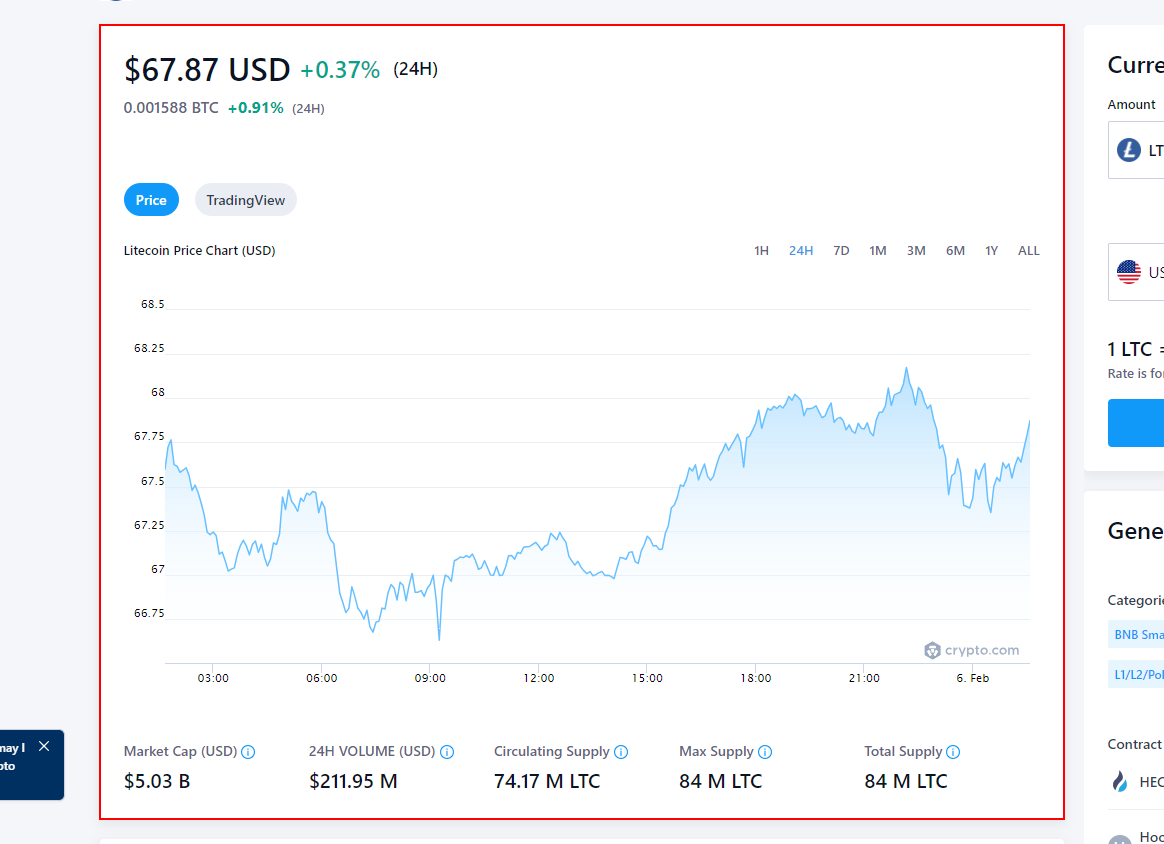 $67.87 USD +0.37% (24H)
0.001588 BTC +0.91% (24H)
Price TradingView
Litecoin Price Chart (USD) 1H 24H 7D 1M 3M 6M 1Y ALL
68.5
68.25
68
67.75
67.5
67.25
67
66.75
crypto.com
03:00 06:00 09:00 12:00 15:00 18:00 21:00 6. Feb
Market Cap (USD) 24H VOLUME (USD) Circulating Supply Max Supply Total Supply
$5.03 B $211.95 M 74.17 M LTC 84 M LTC 84 M LTC
Curre
Amount
LT
US
1 LTC =
Rate is fo
Gene
Categorie
BNB Sma
L1/L2/Pol
Contract
HEC
Hoo
may I
pto